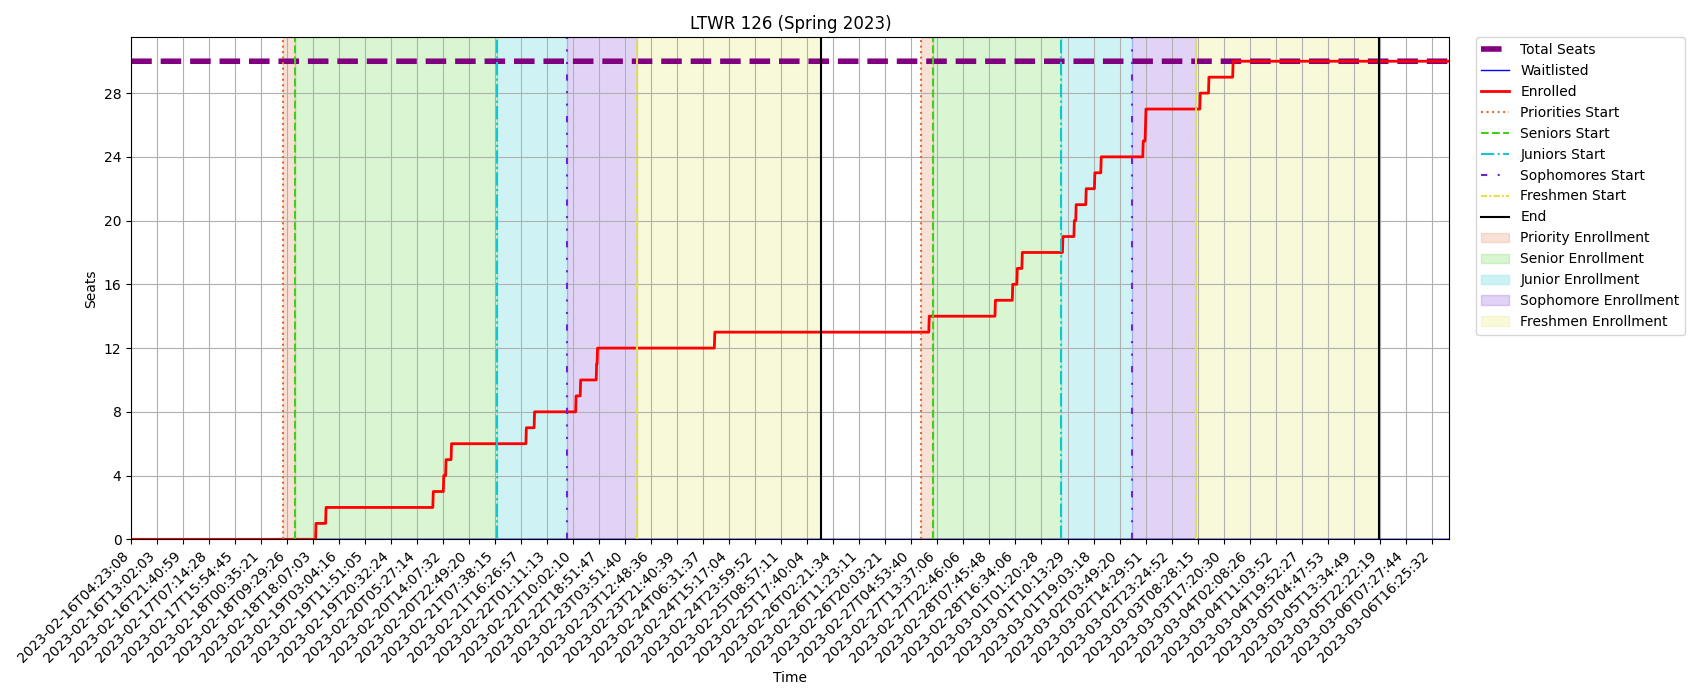 LTWR 126 (Spring 2023)
Total Seats
Waitlisted
Enrolled
Priorities Start
Seniors Start
Juniors Start
Sophomores Start
Freshmen Start
End
Priority Enrollment
Senior Enrollment
Junior Enrollment
Sophomore Enrollment
Freshmen Enrollment
Seats
28
24
20
16
12
8
4
0
2023-02-16T04:23:08
2023-02-16T13:02:03
2023-02-16T21:40:59
2023-02-17T07:14:28
2023-02-17T15:54:45
2023-02-18T00:35:21
2023-02-18T09:29:26
2023-02-18T18:07:03
2023-02-19T03:04:16
2023-02-19T11:51:05
2023-02-19T20:32:24
2023-02-20T05:27:14
2023-02-20T14:07:32
2023-02-20T22:49:20
2023-02-21T07:38:15
2023-02-21T16:26:57
2023-02-22T01:11:13
2023-02-22T10:02:10
2023-02-22T18:51:47
2023-02-23T03:51:40
2023-02-23T12:48:36
2023-02-23T21:40:39
2023-02-24T06:31:37
2023-02-24T15:17:04
2023-02-24T23:59:52
2023-02-25T08:57:11
2023-02-25T17:40:04
2023-02-26T02:21:34
2023-02-26T11:23:11
2023-02-26T20:03:21
2023-02-27T04:53:40
2023-02-27T13:37:06
2023-02-27T22:46:06
2023-02-28T07:45:48
2023-02-28T16:34:06
2023-03-01T01:20:28
2023-03-01T10:13:29
2023-03-01T19:03:18
2023-03-02T03:49:20
2023-03-02T14:29:51
2023-03-02T23:24:52
2023-03-03T08:28:15
2023-03-03T17:20:30
2023-03-04T02:08:26
2023-03-04T11:03:52
2023-03-04T19:52:27
2023-03-05T04:47:53
2023-03-05T13:34:49
2023-03-05T22:22:19
2023-03-06T07:27:44
2023-03-06T16:25:32
Time